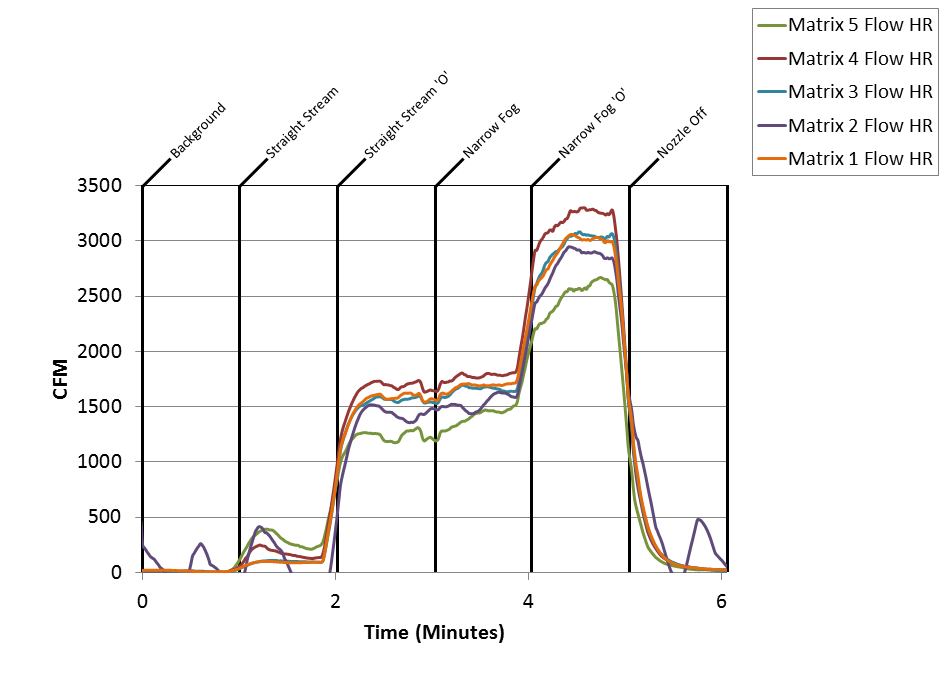 Matrix 5 Flow HR
Matrix 4 Flow HR
Matrix 3 Flow HR
Matrix 2 Flow HR
Matrix 1 Flow HR
Background
Straight Stream
Straight Stream 'O'
Narrow Fog
Narrow Fog 'O'
Nozzle Off
3500
3000
2500
2000
1500
1000
500
0
CFM
0 2 4 6
Time (Minutes)